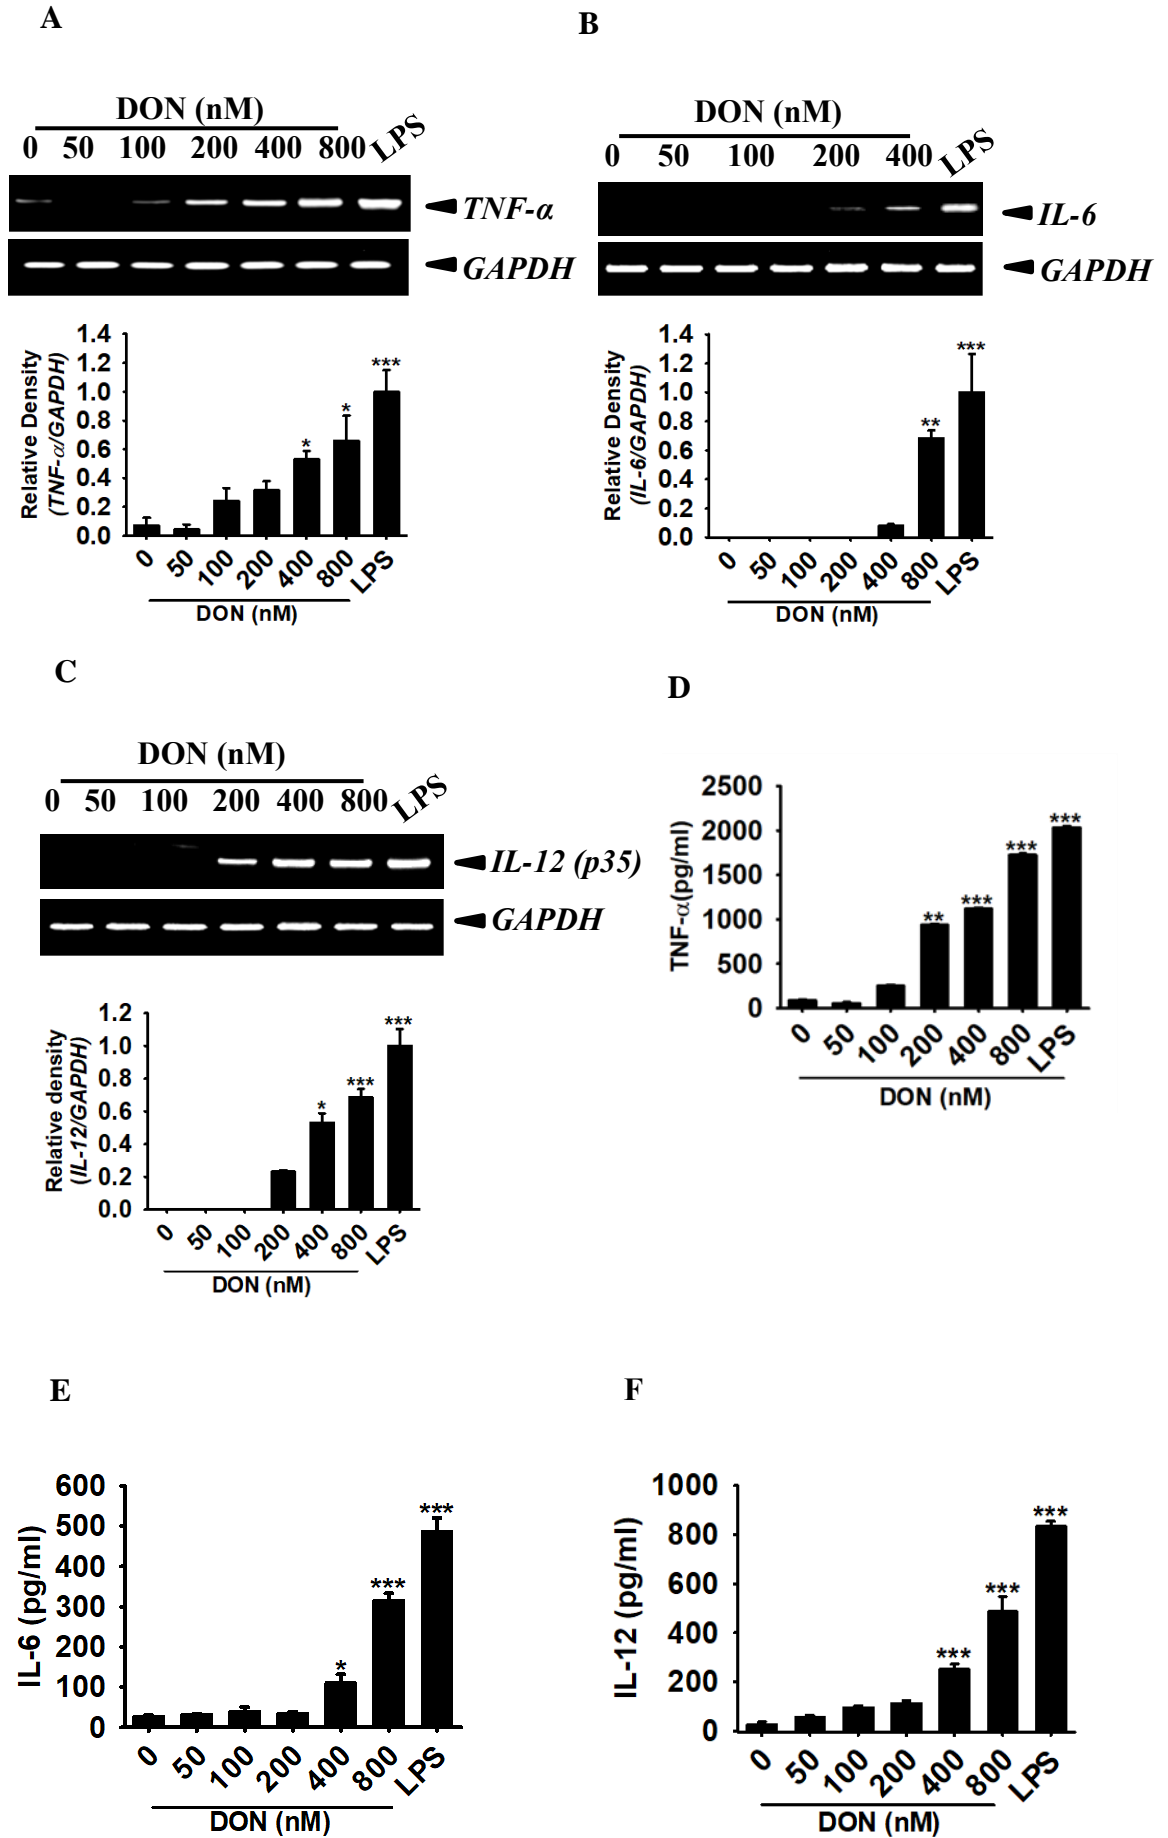 A
DON (nM)
0 50 100 200 400 800 LPS
TNF-α
GAPDH
Relative Density
(TNF-α/GAPDH)
1.4
1.2
1.0
0.8
0.6
0.4
0.2
0.0
* * ***
0 50 100 200 400 800 LPS
DON (nM)
B
DON (nM)
0 50 100 200 400 LPS
IL-6
GAPDH
Relative Density
(IL-6/GAPDH)
1.4
1.2
1.0
0.8
0.6
0.4
0.2
0.0
** ***
0 50 100 200 400 800 LPS
DON (nM)
C
DON (nM)
0 50 100 200 400 800 LPS
IL-12 (p35)
GAPDH
Relative density
(IL-12/GAPDH)
1.2
1.0
0.8
0.6
0.4
0.2
0.0
* *** ***
0 50 100 200 400 800 LPS
DON (nM)
D
TNF-α(pg/ml)
2500
2000
1500
1000
500
0
** *** *** ***
0 50 100 200 400 800 LPS
DON (nM)
E
IL-6 (pg/ml)
600
500
400
300
200
100
0
* *** ***
0 50 100 200 400 800 LPS
DON (nM)
F
IL-12 (pg/ml)
1000
800
600
400
200
0
*** *** ***
0 50 100 200 400 800 LPS
DON (nM)